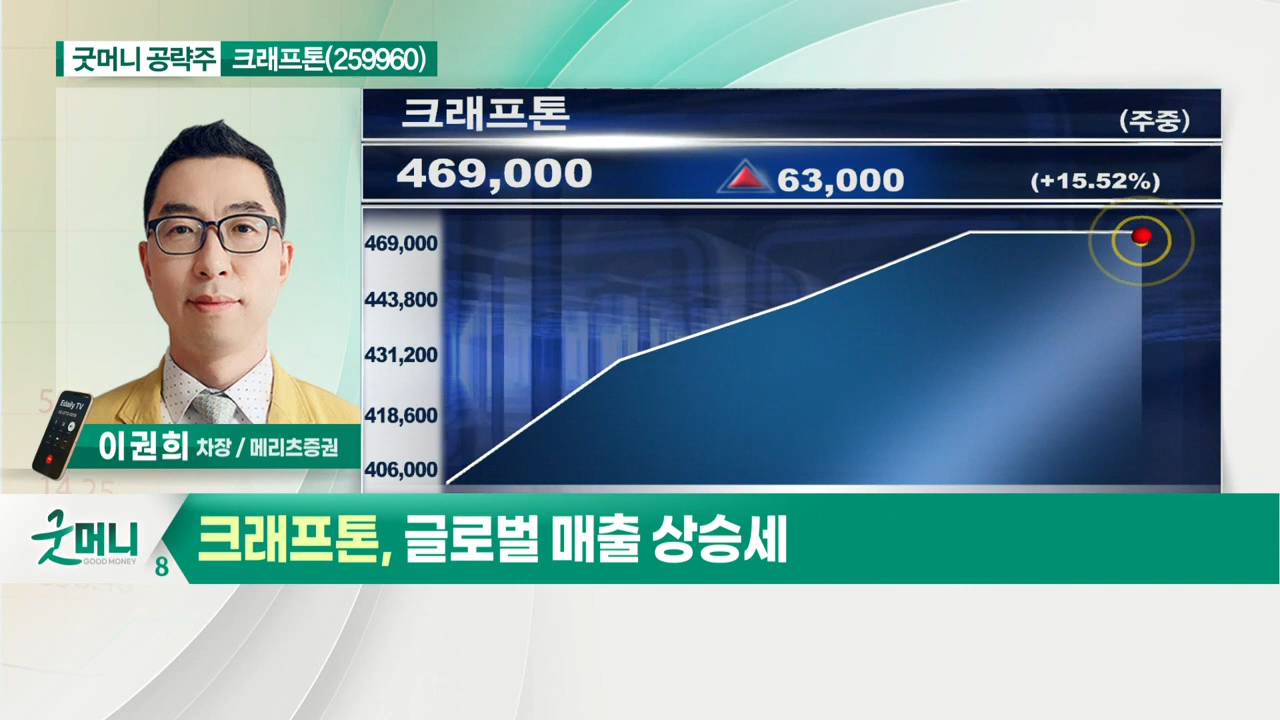 굿머니 공략주 크래프톤(259960)
크래프톤 (주중)
469,000 63,000 (+15.52%)
469,000
443,800
431,200
418,600
406,000
Edaily TV
이권희 차장 / 메리츠증권
굿머니
GOOD MONEY
8
크래프톤, 글로벌 매출 상승세